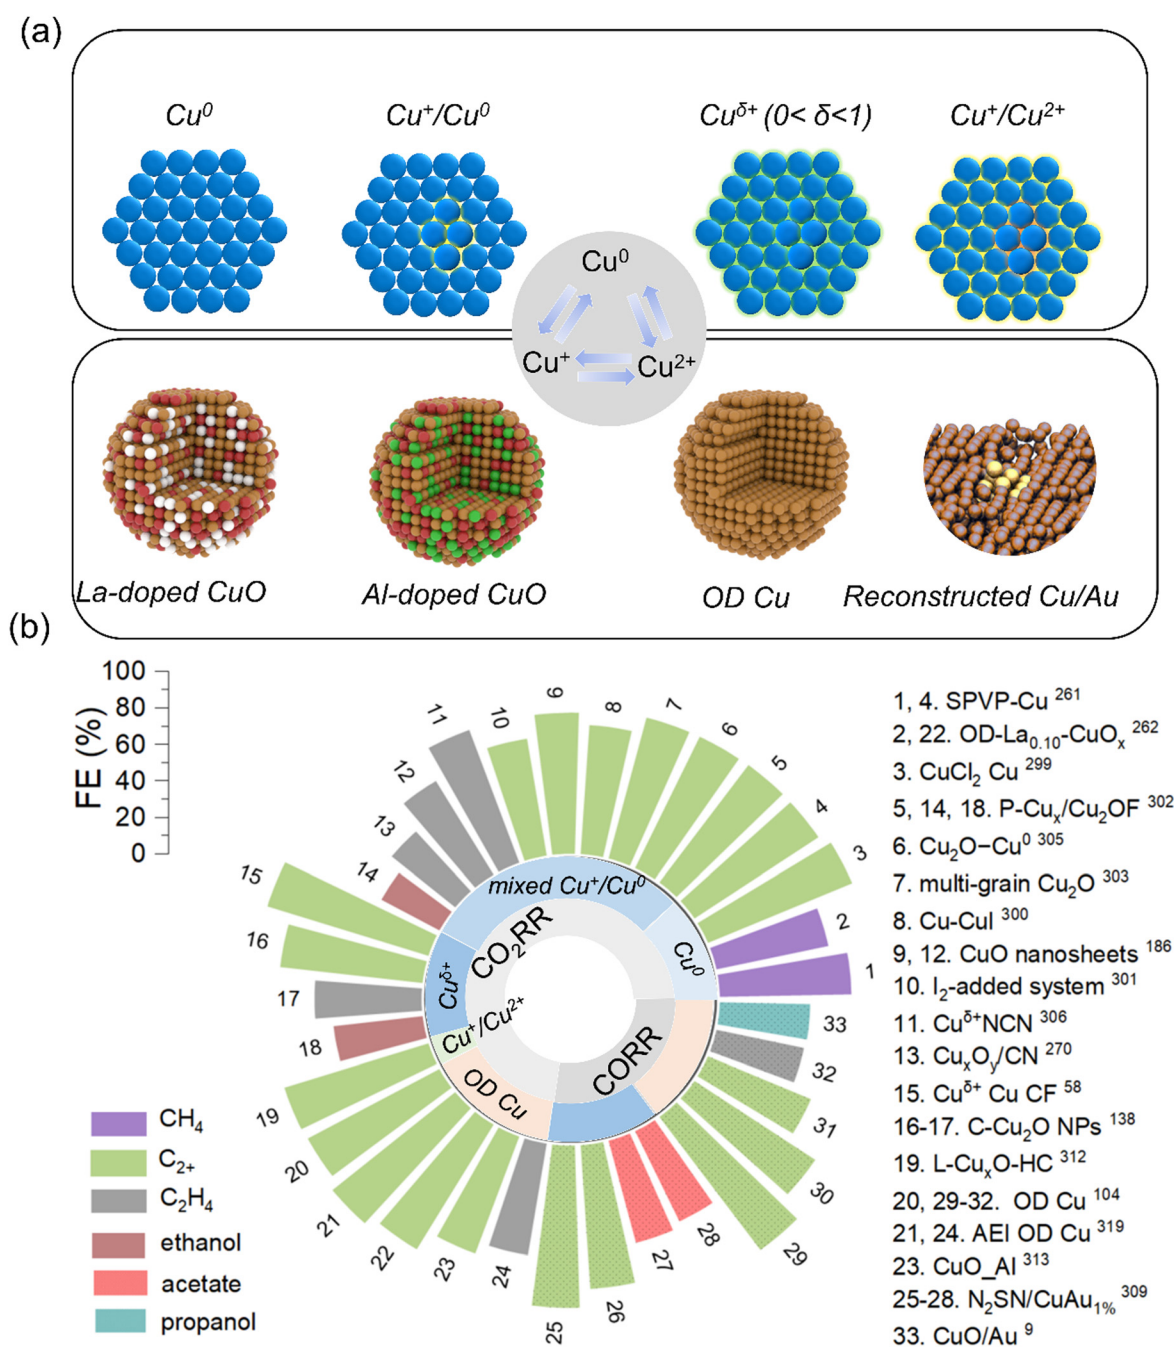 (a)
Cu⁰
Cu⁺/Cu⁰
Cu^δ+ (0< δ<1)
Cu⁺/Cu²⁺
Cu⁰
Cu⁺
Cu²⁺
La-doped CuO
Al-doped CuO
OD Cu
Reconstructed Cu/Au
(b)
FE (%)
100
80
60
40
20
0
1
2
3
4
5
6
7
8
9
10
11
12
13
14
15
16
17
18
19
20
21
22
23
24
25
26
27
28
29
30
31
32
33
mixed Cu⁺/Cu⁰
Cu⁰
Cu^δ+
Cu⁺/Cu²⁺
OD Cu
CO₂RR
CORR
CH₄
C₂₊
C₂H₄
ethanol
acetate
propanol
1, 4. SPVP-Cu ²⁶¹
2, 22. OD-La₀.₁₀-CuOₓ ²⁶²
3. CuCl₂ Cu ²⁹⁹
5, 14, 18. P-Cuₓ/Cu₂OF ³⁰²
6. Cu₂O−Cu⁰ ³⁰⁵
7. multi-grain Cu₂O ³⁰³
8. Cu-CuI ³⁰⁰
9, 12. CuO nanosheets ¹⁸⁶
10. I₂-added system ³⁰¹
11. Cu^δ+NCN ³⁰⁶
13. CuₓOᵧ/CN ²⁷⁰
15. Cu^δ+ Cu CF ⁵⁸
16-17. C-Cu₂O NPs ¹³⁸
19. L-CuₓO-HC ³¹²
20, 29-32. OD Cu ¹⁰⁴
21, 24. AEI OD Cu ³¹⁹
23. CuO_Al ³¹³
25-28. N₂SN/CuAu₁% ³⁰⁹
33. CuO/Au ⁹